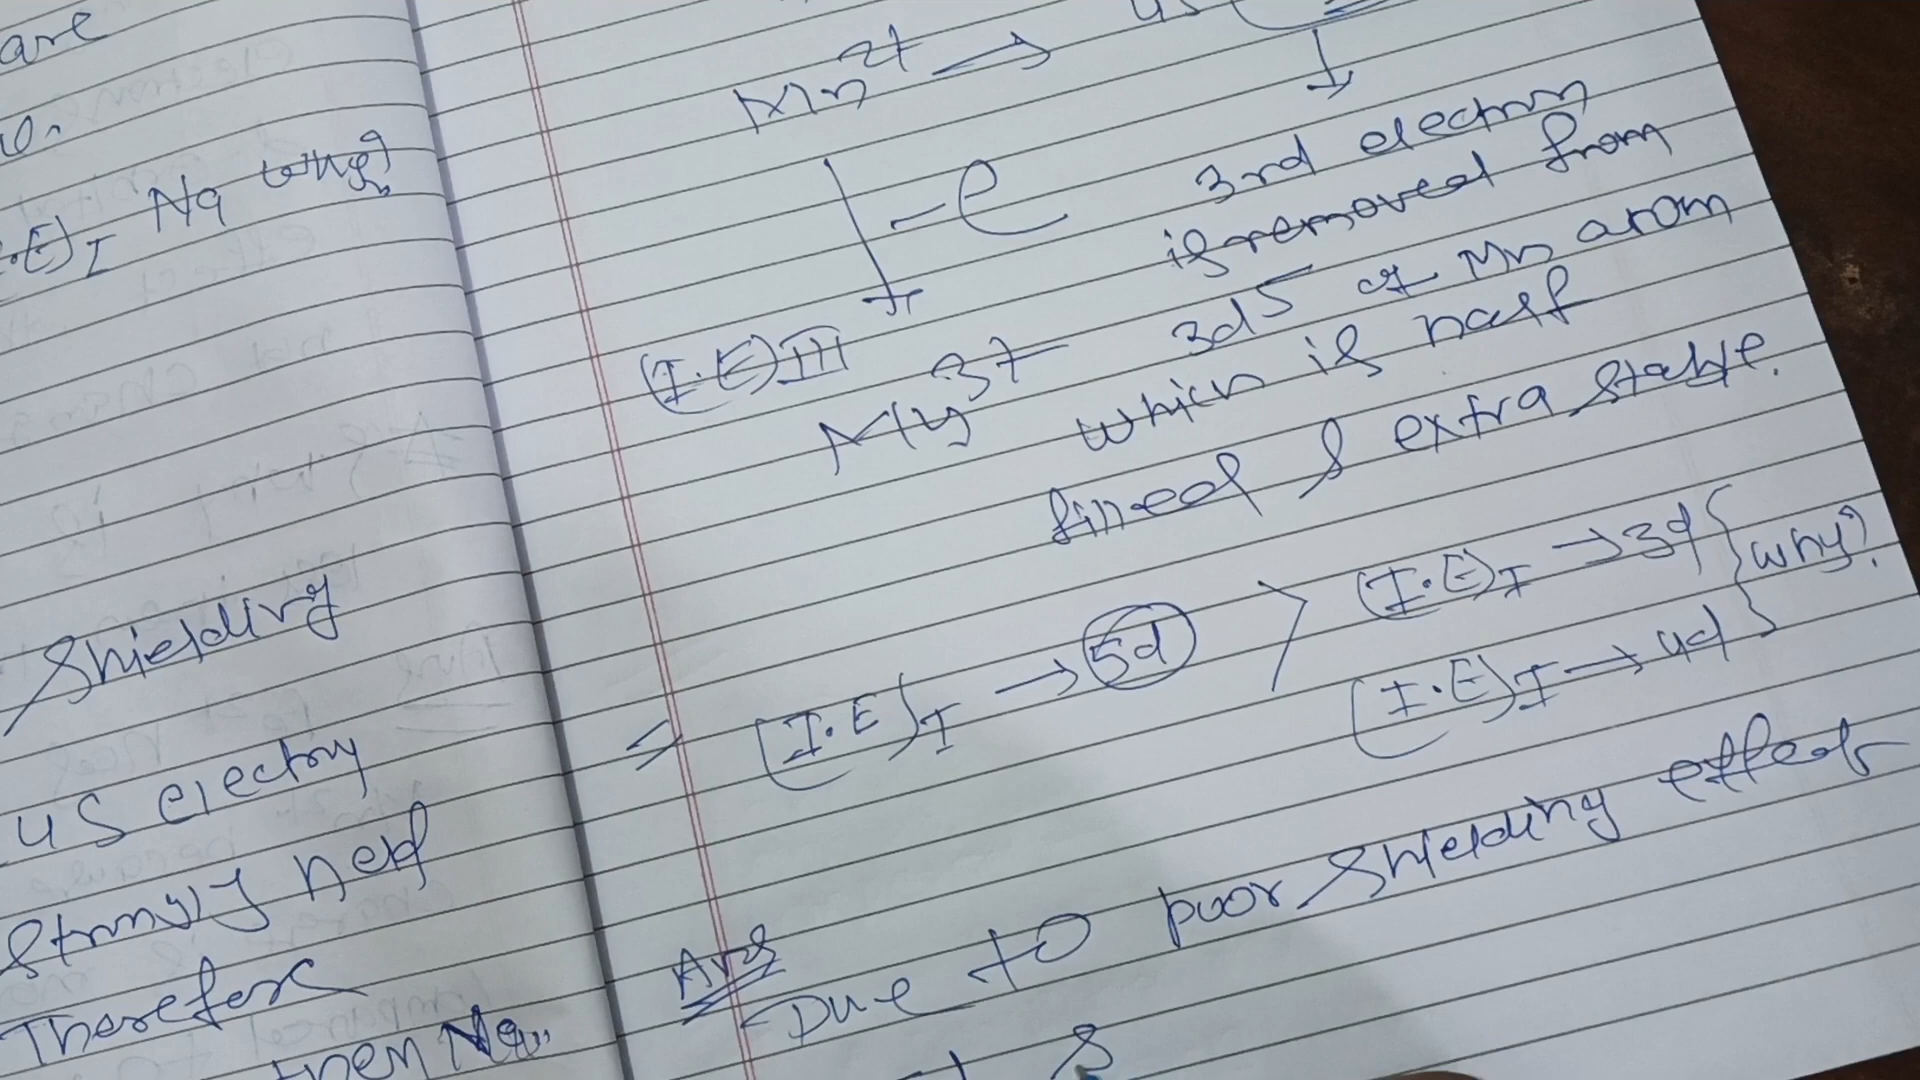 are
Na why?
E)I
Shielding
4S electron
Strongly held
Therefore
then Na.
Mn2+ →
-e
(I.E)III
Mn3+
3rd electron
is removed from
3d5 of Mn atom
which is half
filled & extra stable.
⇒ (I.E)I → 5d > (I.E)I → 3d
(I.E)I → 4d } why?
Ans
Due to poor shielding effect